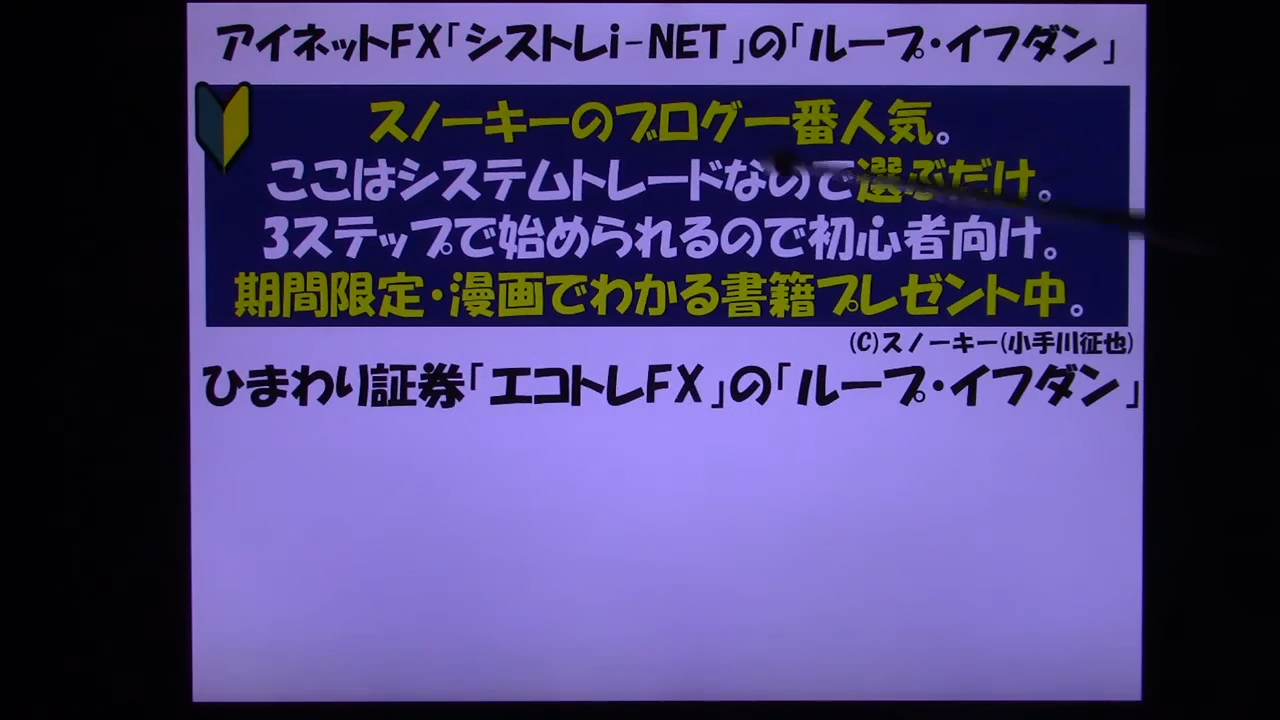 アイネットFX「シストレi-NET」の「ループ・イフダン」
スノーキーのブログ一番人気。
ここはシステムトレードなので選ぶだけ。
3ステップで始められるので初心者向け。
期間限定・漫画でわかる書籍プレゼント中。
(C)スノーキー(小手川征也)
ひまわり証券「エコトレFX」の「ループ・イフダン」